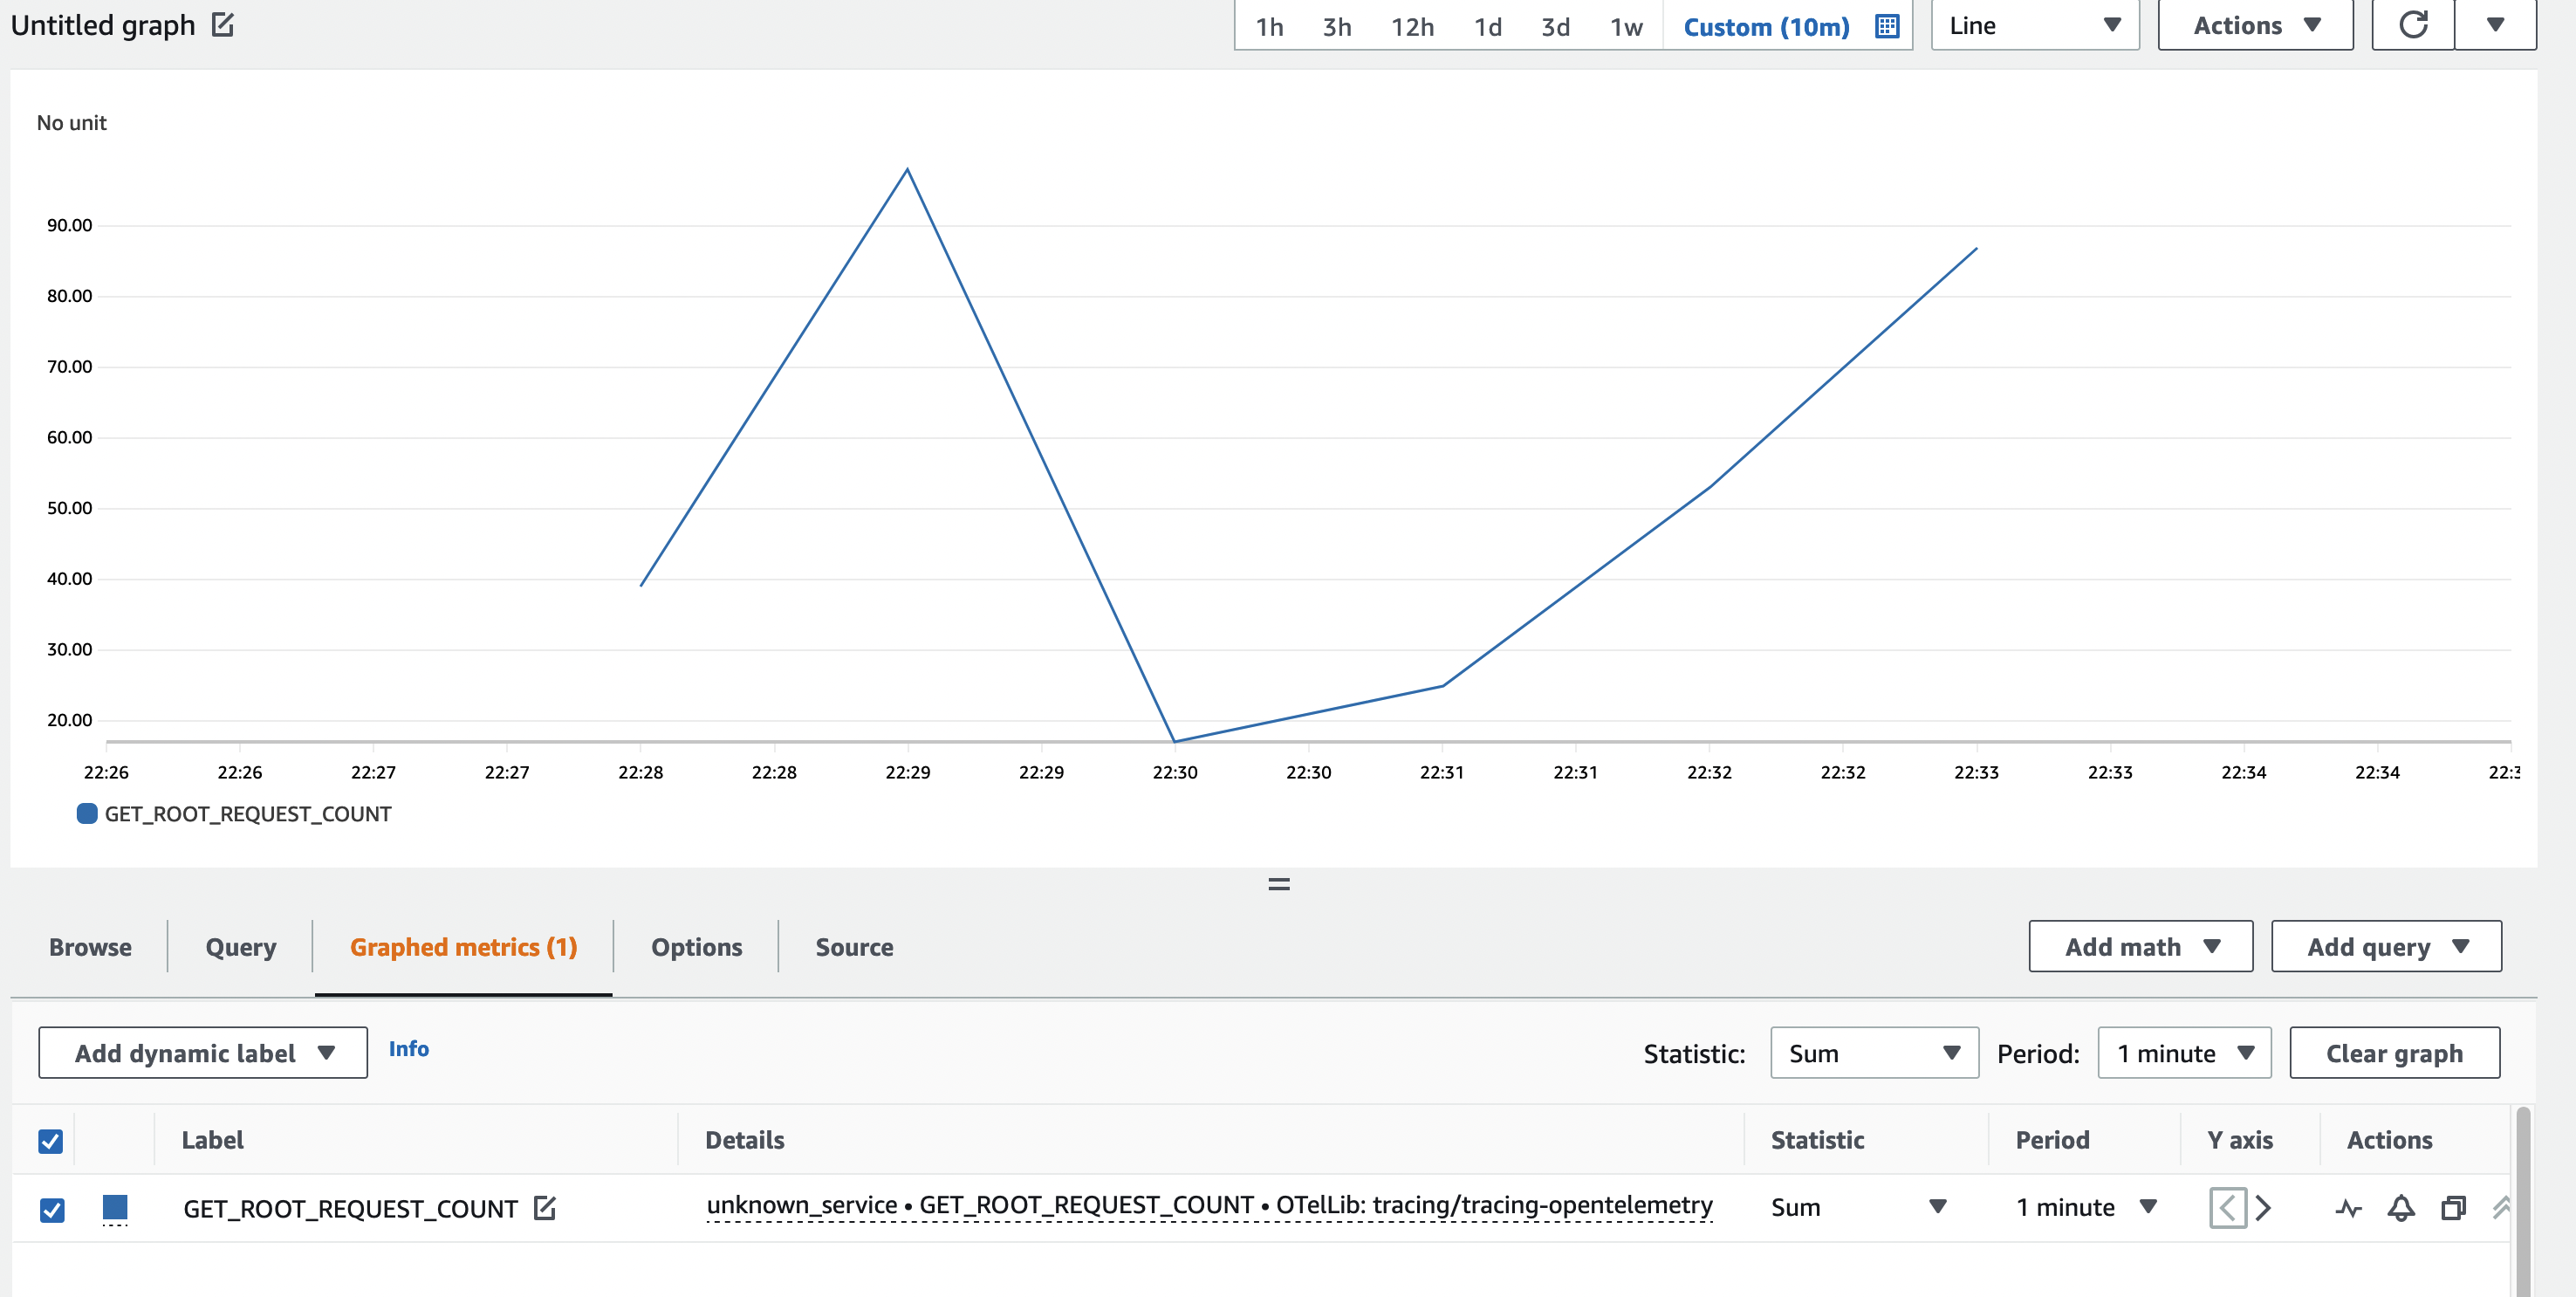 Untitled graph
1h 3h 12h 1d 3d 1w Custom (10m) Line Actions
No unit
90.00
80.00
70.00
60.00
50.00
40.00
30.00
20.00
22:26 22:26 22:27 22:27 22:28 22:28 22:29 22:29 22:30 22:30 22:31 22:31 22:32 22:32 22:33 22:33 22:34 22:34
GET_ROOT_REQUEST_COUNT
Browse Query Graphed metrics (1) Options Source Add math Add query
Add dynamic label Info Statistic: Sum Period: 1 minute Clear graph
Label Details Statistic Period Y axis Actions
GET_ROOT_REQUEST_COUNT unknown_service • GET_ROOT_REQUEST_COUNT • OTelLib: tracing/tracing-opentelemetry Sum 1 minute